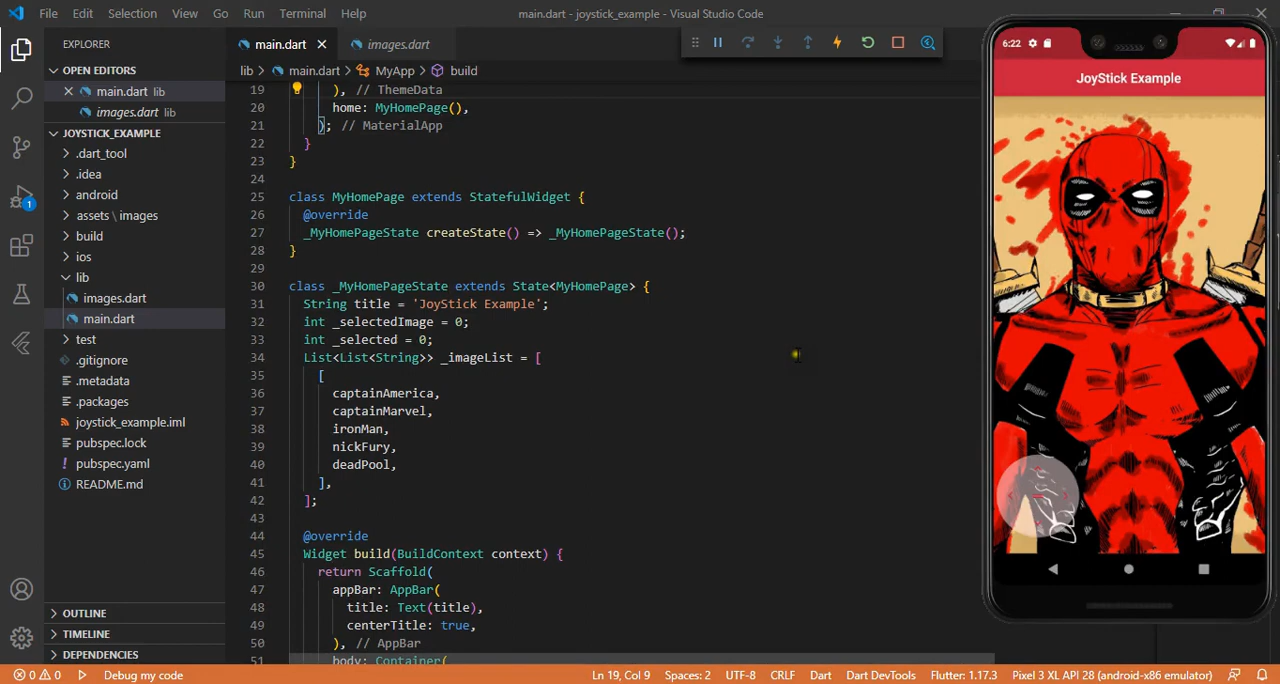 File Edit Selection View Go Run Terminal Help
main.dart - joystick_example - Visual Studio Code
EXPLORER
OPEN EDITORS
main.dart lib
images.dart lib
JOYSTICK_EXAMPLE
.dart_tool
.idea
android
assets \ images
build
ios
lib
images.dart
main.dart
test
.gitignore
.metadata
.packages
joystick_example.iml
pubspec.lock
pubspec.yaml
README.md
OUTLINE
TIMELINE
DEPENDENCIES
1
main.dart
images.dart
lib > main.dart > MyApp > build
19 ), // ThemeData
20 home: MyHomePage(),
21 ); // MaterialApp
22 }
23 }
24
25 class MyHomePage extends StatefulWidget {
26 @override
27 _MyHomePageState createState() => _MyHomePageState();
28 }
29
30 class _MyHomePageState extends State<MyHomePage> {
31 String title = 'JoyStick Example';
32 int _selectedImage = 0;
33 int _selected = 0;
34 List<List<String>> _imageList = [
35 [
36 captainAmerica,
37 captainMarvel,
38 ironMan,
39 nickFury,
40 deadPool,
41 ],
42 ];
43
44 @override
45 Widget build(BuildContext context) {
46 return Scaffold(
47 appBar: AppBar(
48 title: Text(title),
49 centerTitle: true,
50 ), // AppBar
51 body: Container(
6:22
JoyStick Example
0 0 Debug my code
Ln 19, Col 9 Spaces: 2 UTF-8 CRLF Dart Dart DevTools Flutter: 1.17.3 Pixel 3 XL API 28 (android-x86 emulator)